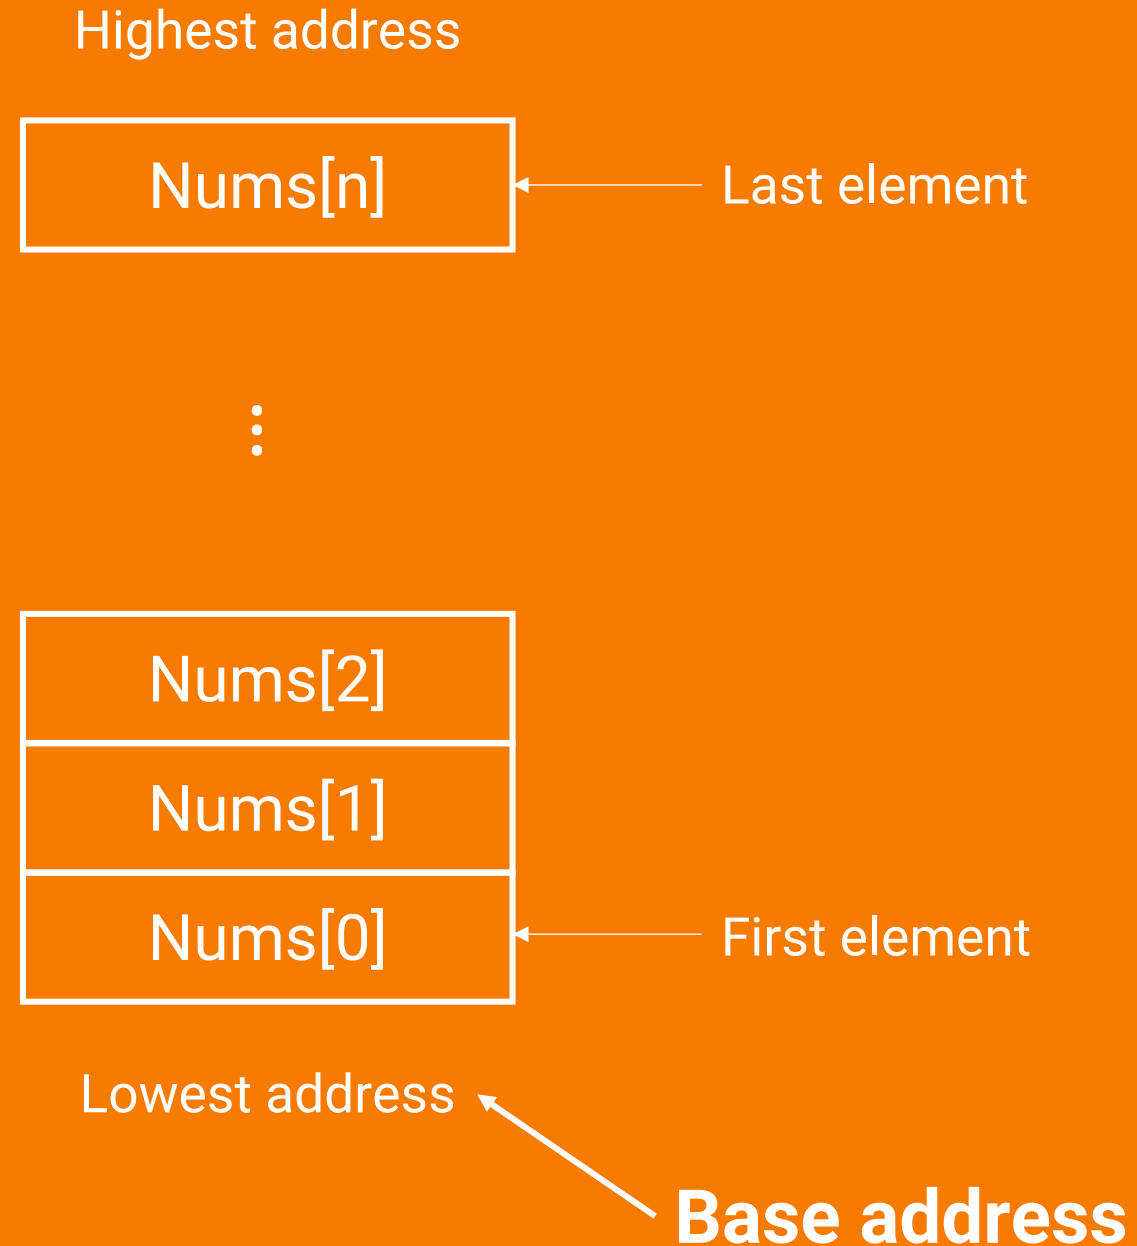 Highest address
Nums[n]
Last element
Nums[2]
Nums[1]
Nums[0]
First element
Lowest address
Base address